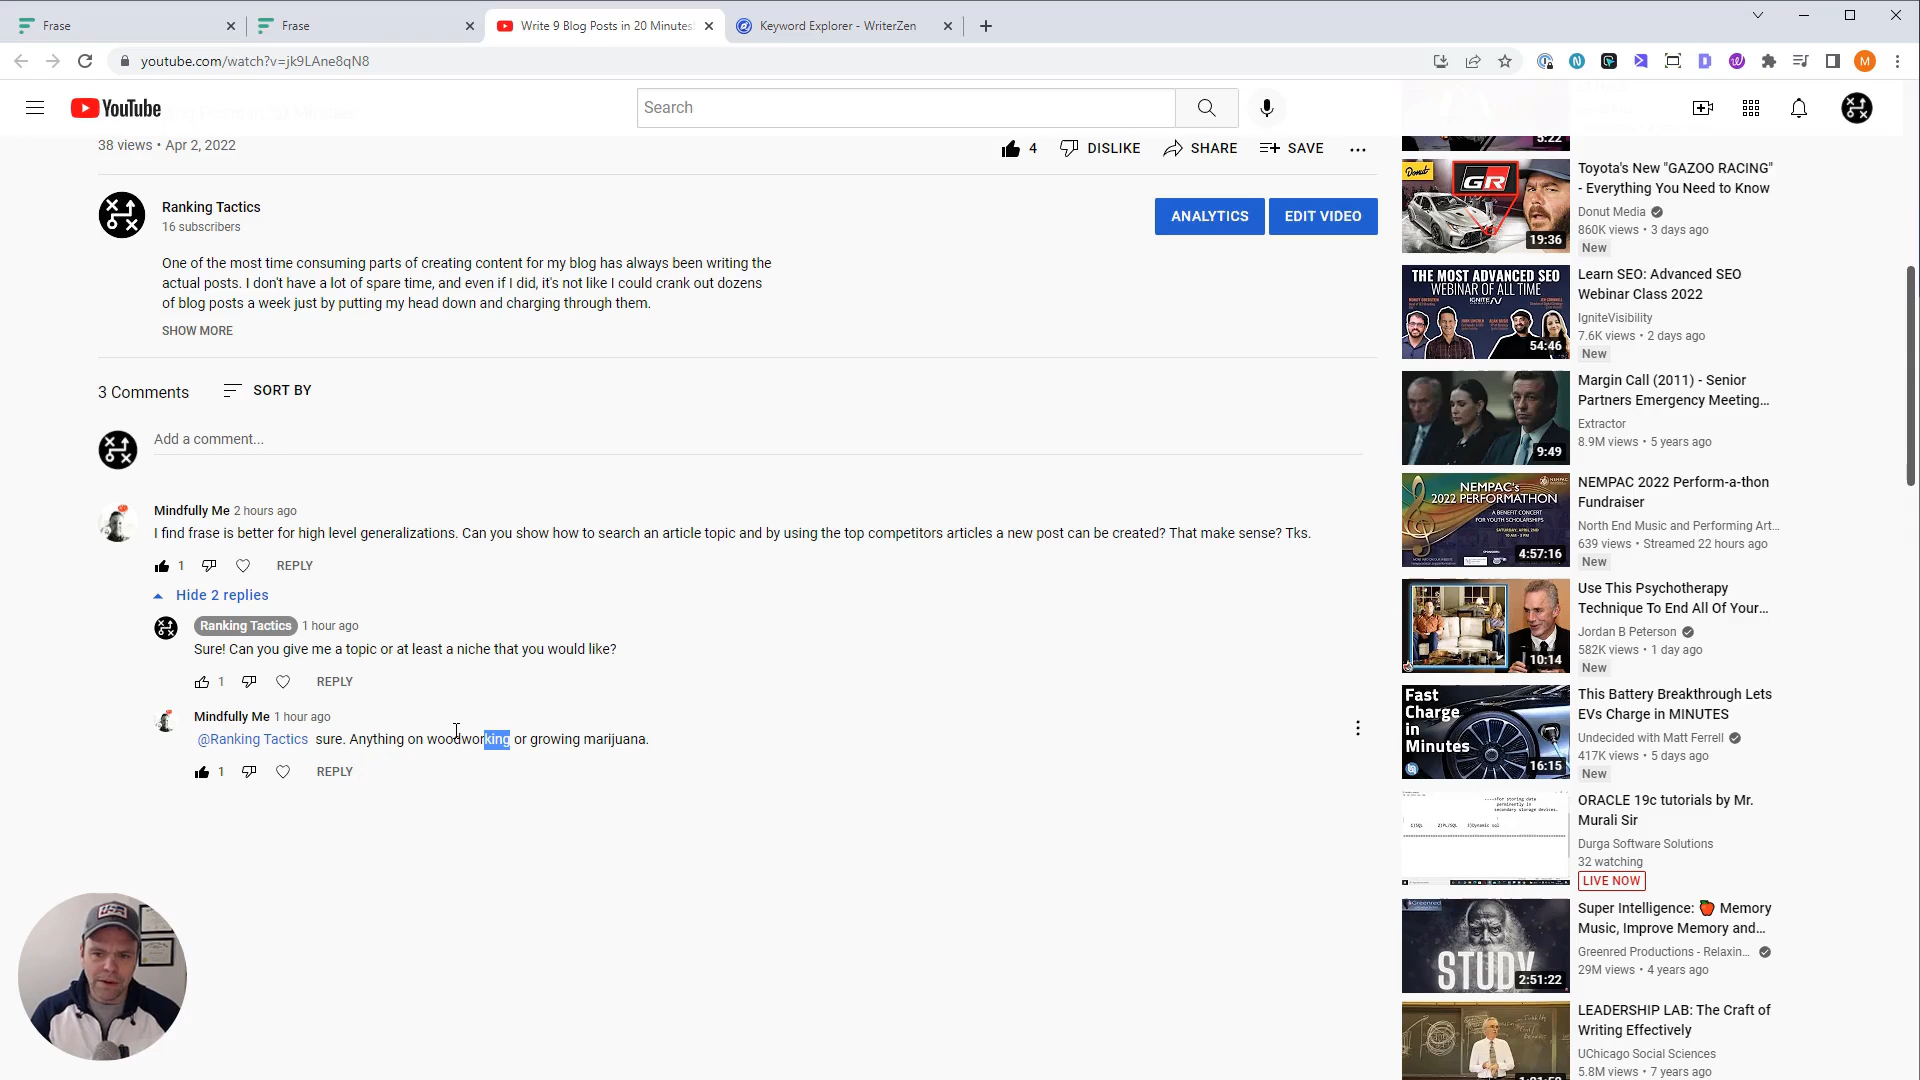 Frase
Frase
Write 9 Blog Posts in 20 Minutes
Keyword Explorer - WriterZen
youtube.com/watch?v=jk9LAne8qN8
M
YouTube
Search
38 views • Apr 2, 2022
4
DISLIKE
SHARE
SAVE
Ranking Tactics
16 subscribers
ANALYTICS
EDIT VIDEO
One of the most time consuming parts of creating content for my blog has always been writing the
actual posts. I don't have a lot of spare time, and even if I did, it's not like I could crank out dozens
of blog posts a week just by putting my head down and charging through them.
SHOW MORE
3 Comments
SORT BY
Add a comment...
Mindfully Me 2 hours ago
I find frase is better for high level generalizations. Can you show how to search an article topic and by using the top competitors articles a new post can be created? That make sense? Tks.
1
REPLY
Hide 2 replies
Ranking Tactics 1 hour ago
Sure! Can you give me a topic or at least a niche that you would like?
1
REPLY
Mindfully Me 1 hour ago
@Ranking Tactics sure. Anything on woodworking or growing marijuana.
1
REPLY
5:22
Donut
GR
19:36
Toyota's New "GAZOO RACING"
- Everything You Need to Know
Donut Media
860K views • 3 days ago
New
THE MOST ADVANCED SEO
WEBINAR OF ALL TIME
54:46
Learn SEO: Advanced SEO
Webinar Class 2022
IgniteVisibility
7.6K views • 2 days ago
New
9:49
Margin Call (2011) - Senior
Partners Emergency Meeting...
Extractor
8.9M views • 5 years ago
NEMPAC's
2022 PERFORMATHON
A BENEFIT CONCERT
FOR YOUTH SCHOLARSHIPS
4:57:16
NEMPAC 2022 Perform-a-thon
Fundraiser
North End Music and Performing Art...
639 views • Streamed 22 hours ago
New
10:14
Use This Psychotherapy
Technique To End All Of Your...
Jordan B Peterson
582K views • 1 day ago
New
Fast
Charge
in
Minutes
16:15
This Battery Breakthrough Lets
EVs Charge in MINUTES
Undecided with Matt Ferrell
417K views • 5 days ago
New
ORACLE 19c tutorials by Mr.
Murali Sir
Durga Software Solutions
32 watching
LIVE NOW
Greenred
STUDY
2:51:22
Super Intelligence: 🍎 Memory
Music, Improve Memory and...
Greenred Productions - Relaxin...
29M views • 4 years ago
LEADERSHIP LAB: The Craft of
Writing Effectively
UChicago Social Sciences
5.8M views • 7 years ago